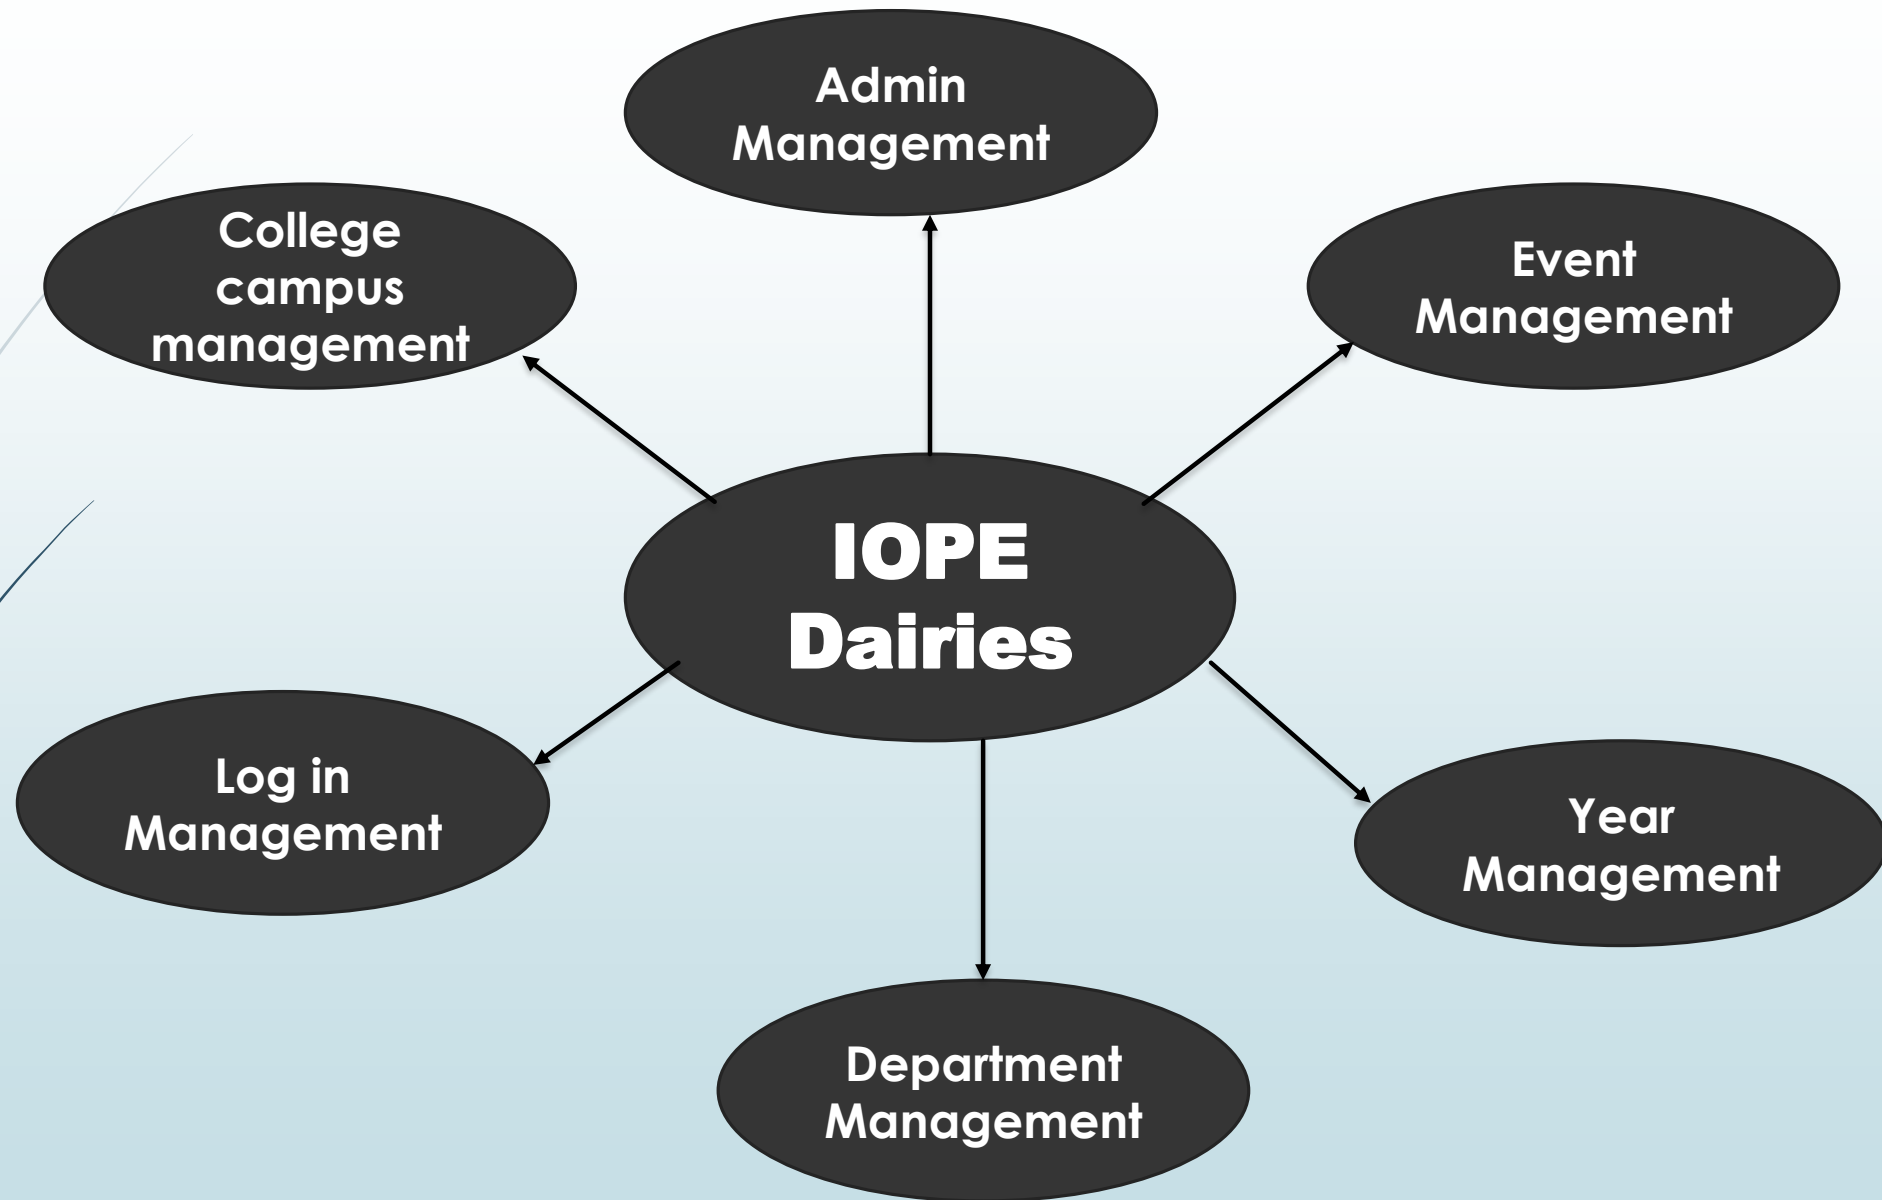 Admin
Management
College
campus
management
Event
Management
IOPE
Dairies
Log in
Management
Year
Management
Department
Management